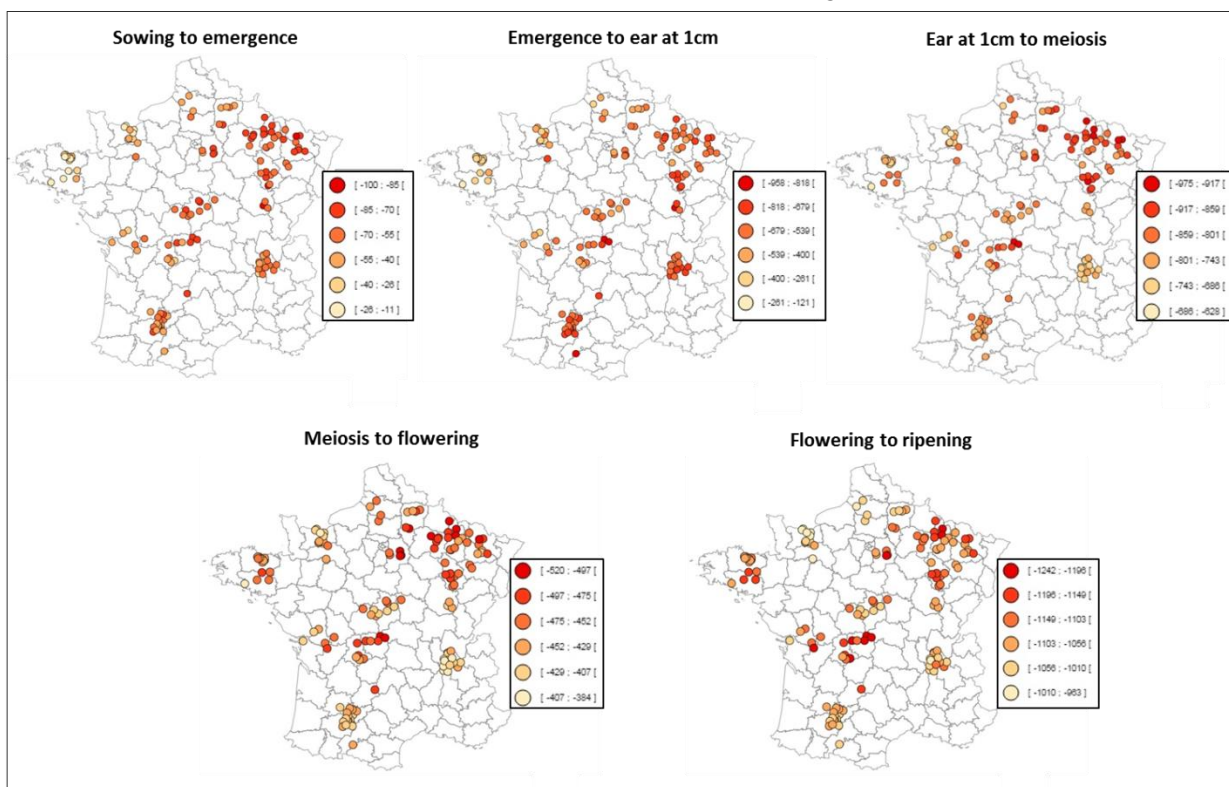 Sowing to emergence
Emergence to ear at 1cm
Ear at 1cm to meiosis
[ -100 ; -85 [
[ -85 ; -70 [
[ -70 ; -55 [
[ -55 ; -40 [
[ -40 ; -26 [
[ -26 ; -11 [
[ -958 ; -818 [
[ -818 ; -679 [
[ -679 ; -539 [
[ -539 ; -400 [
[ -400 ; -261 [
[ -261 ; -121 [
[ -975 ; -917 [
[ -917 ; -859 [
[ -859 ; -801 [
[ -801 ; -743 [
[ -743 ; -686 [
[ -686 ; -628 [
Meiosis to flowering
Flowering to ripening
[ -520 ; -497 [
[ -497 ; -475 [
[ -475 ; -452 [
[ -452 ; -429 [
[ -429 ; -407 [
[ -407 ; -384 [
[ -1242 ; -1196 [
[ -1196 ; -1149 [
[ -1149 ; -1103 [
[ -1103 ; -1056 [
[ -1056 ; -1010 [
[ -1010 ; -963 [